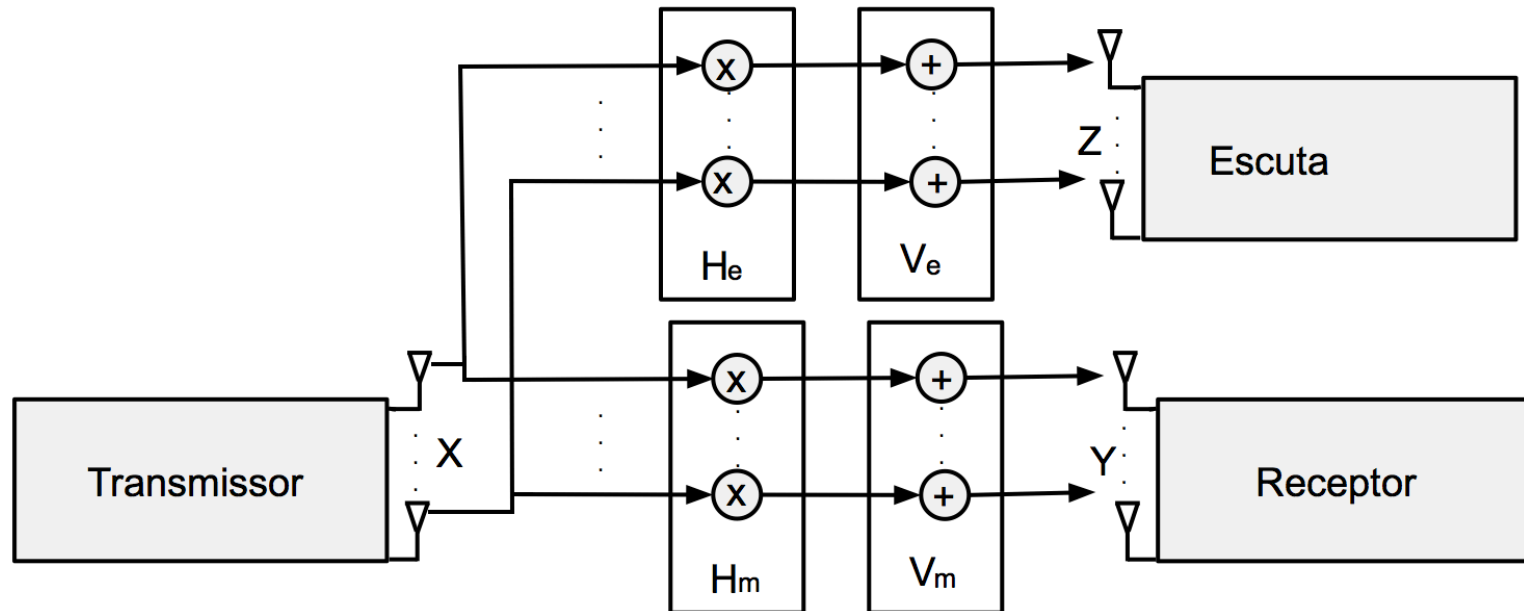 x
+
Z
Escuta
x
+
He
Ve
Transmissor
X
x
+
Y
Receptor
x
+
Hm
Vm